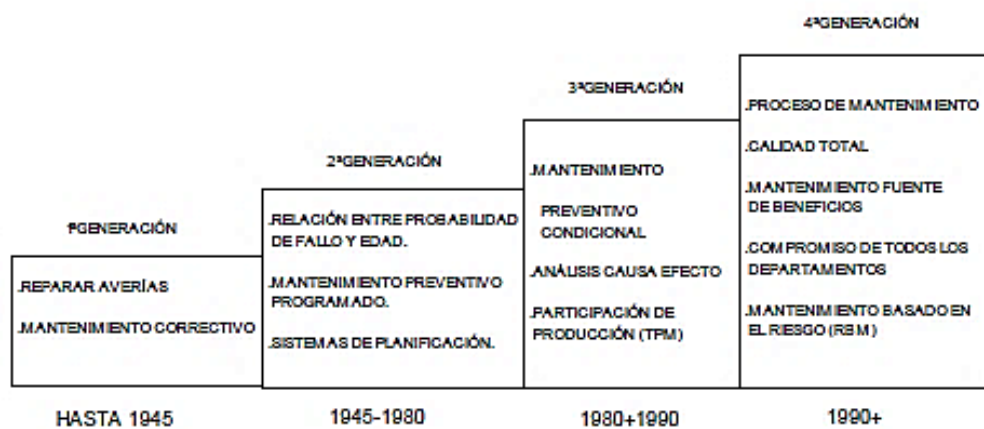 1ªGENERACIÓN
.REPARAR AVERÍAS
.MANTENIMIENTO CORRECTIVO
HASTA 1945
2ªGENERACIÓN
.RELACIÓN ENTRE PROBABILIDAD
DE FALLO Y EDAD.
.MANTENIMIENTO PREVENTIVO
PROGRAMADO.
.SISTEMAS DE PLANIFICACIÓN.
1945-1980
3ªGENERACIÓN
.MANTENIMIENTO
PREVENTIVO
CONDICIONAL
.ANÁLISIS CAUSA EFECTO
.PARTICIPACIÓN DE
PRODUCCIÓN (TPM)
1980+1990
4ªGENERACIÓN
.PROCESO DE MANTENIMIENTO
.CALIDAD TOTAL
.MANTENIMIENTO FUENTE
DE BENEFICIOS
.COMPROMISO DE TODOS LOS
DEPARTAMENTOS
.MANTENIMIENTO BASADO EN
EL RIESGO (RBM)
1990+